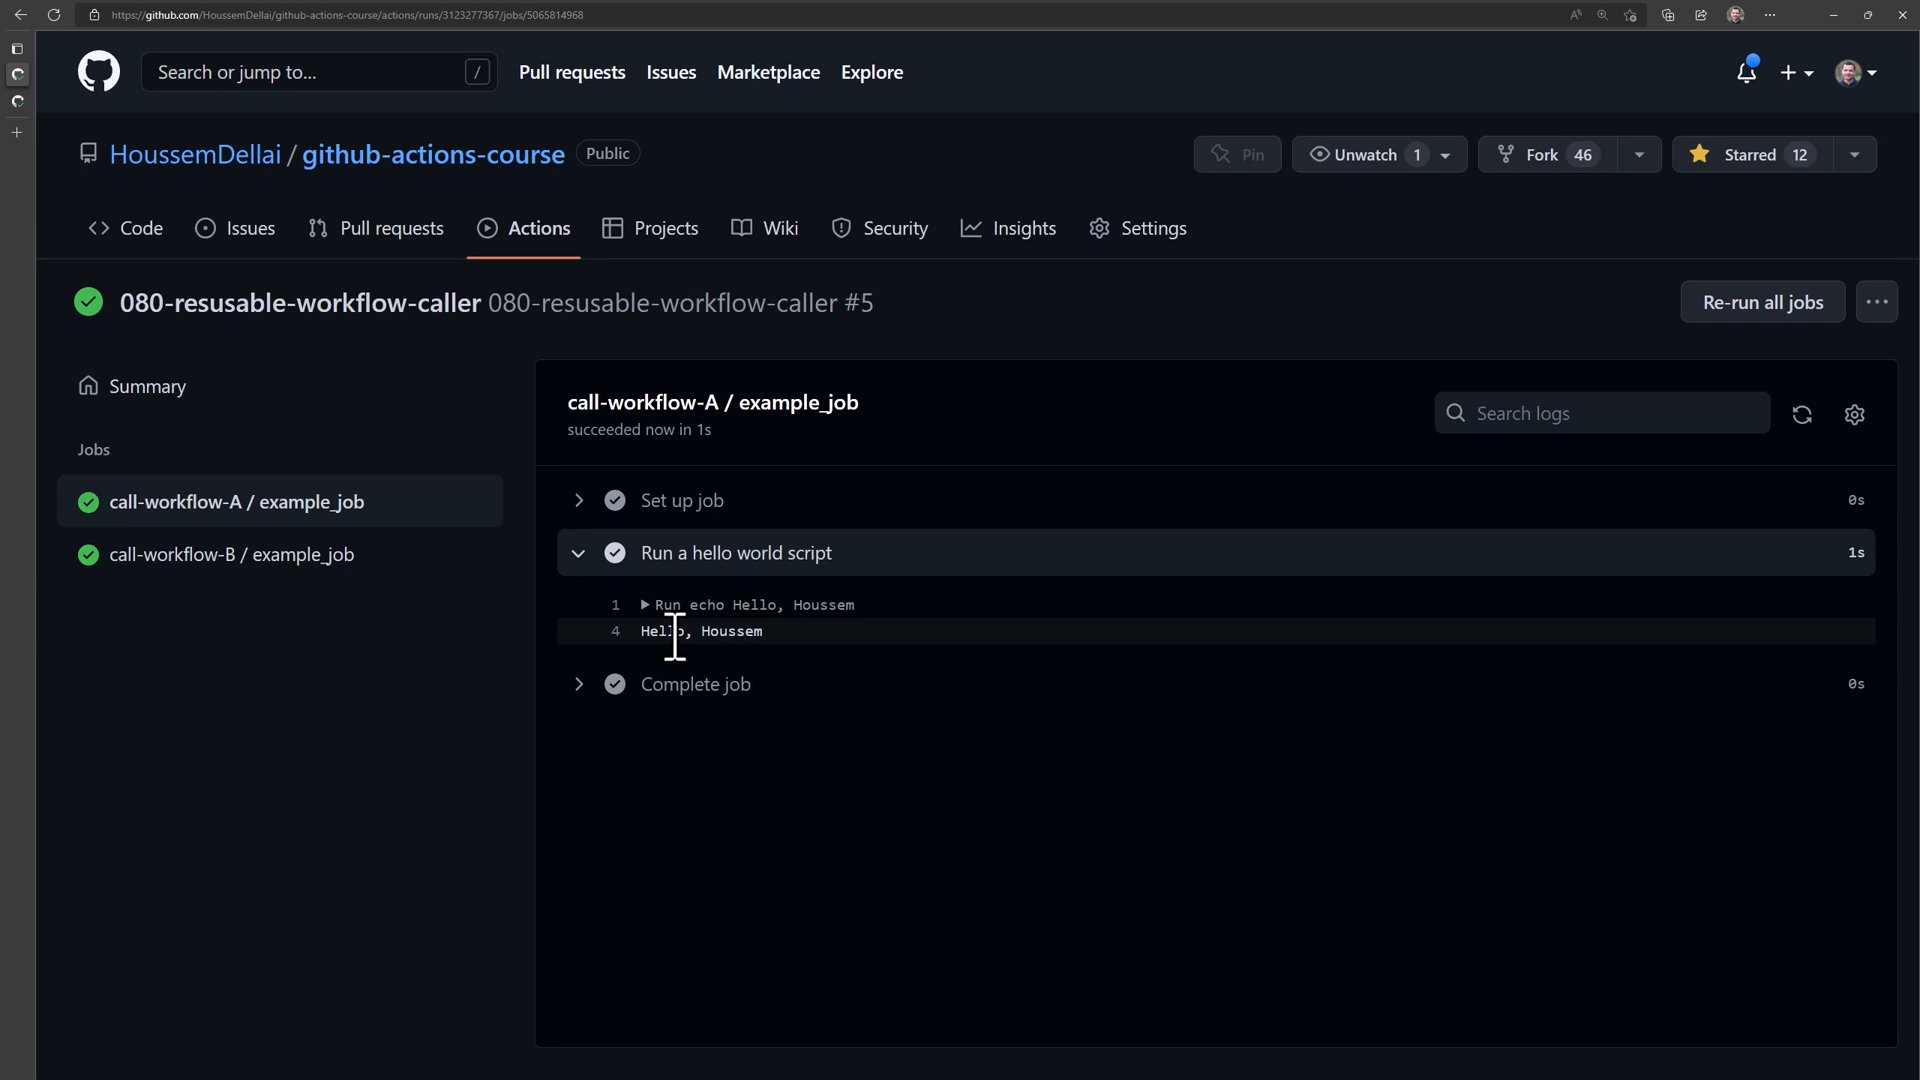 https://github.com/HoussemDellai/github-actions-course/actions/runs/3123277367/jobs/5065814968
Search or jump to... /
Pull requests Issues Marketplace Explore
HoussemDellai / github-actions-course Public
Pin Unwatch 1 Fork 46 Starred 12
Code Issues Pull requests Actions Projects Wiki Security Insights Settings
080-resusable-workflow-caller 080-resusable-workflow-caller #5
Re-run all jobs
Summary
Jobs
call-workflow-A / example_job
call-workflow-B / example_job
call-workflow-A / example_job
succeeded now in 1s
Search logs
Set up job 0s
Run a hello world script 1s
1 Run echo Hello, Houssem
4 Hello, Houssem
Complete job 0s